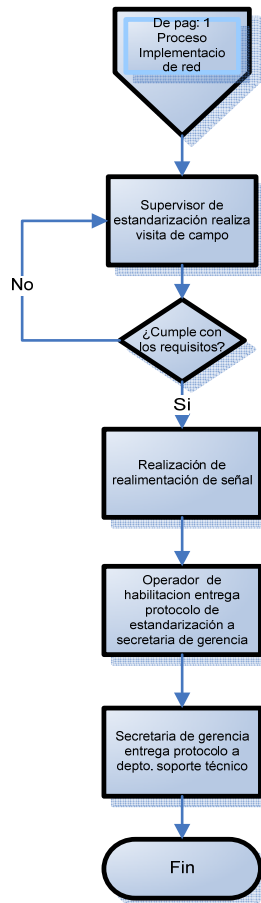 De pag: 1
Proceso
Implementacio
de red
Supervisor de
estandarización realiza
visita de campo
No
¿Cumple con
los requisitos?
Si
Realización de
realimentación de señal
Operador de
habilitacion entrega
protocolo de
estandarización a
secretaria de gerencia
Secretaria de gerencia
entrega protocolo a
depto. soporte técnico
Fin